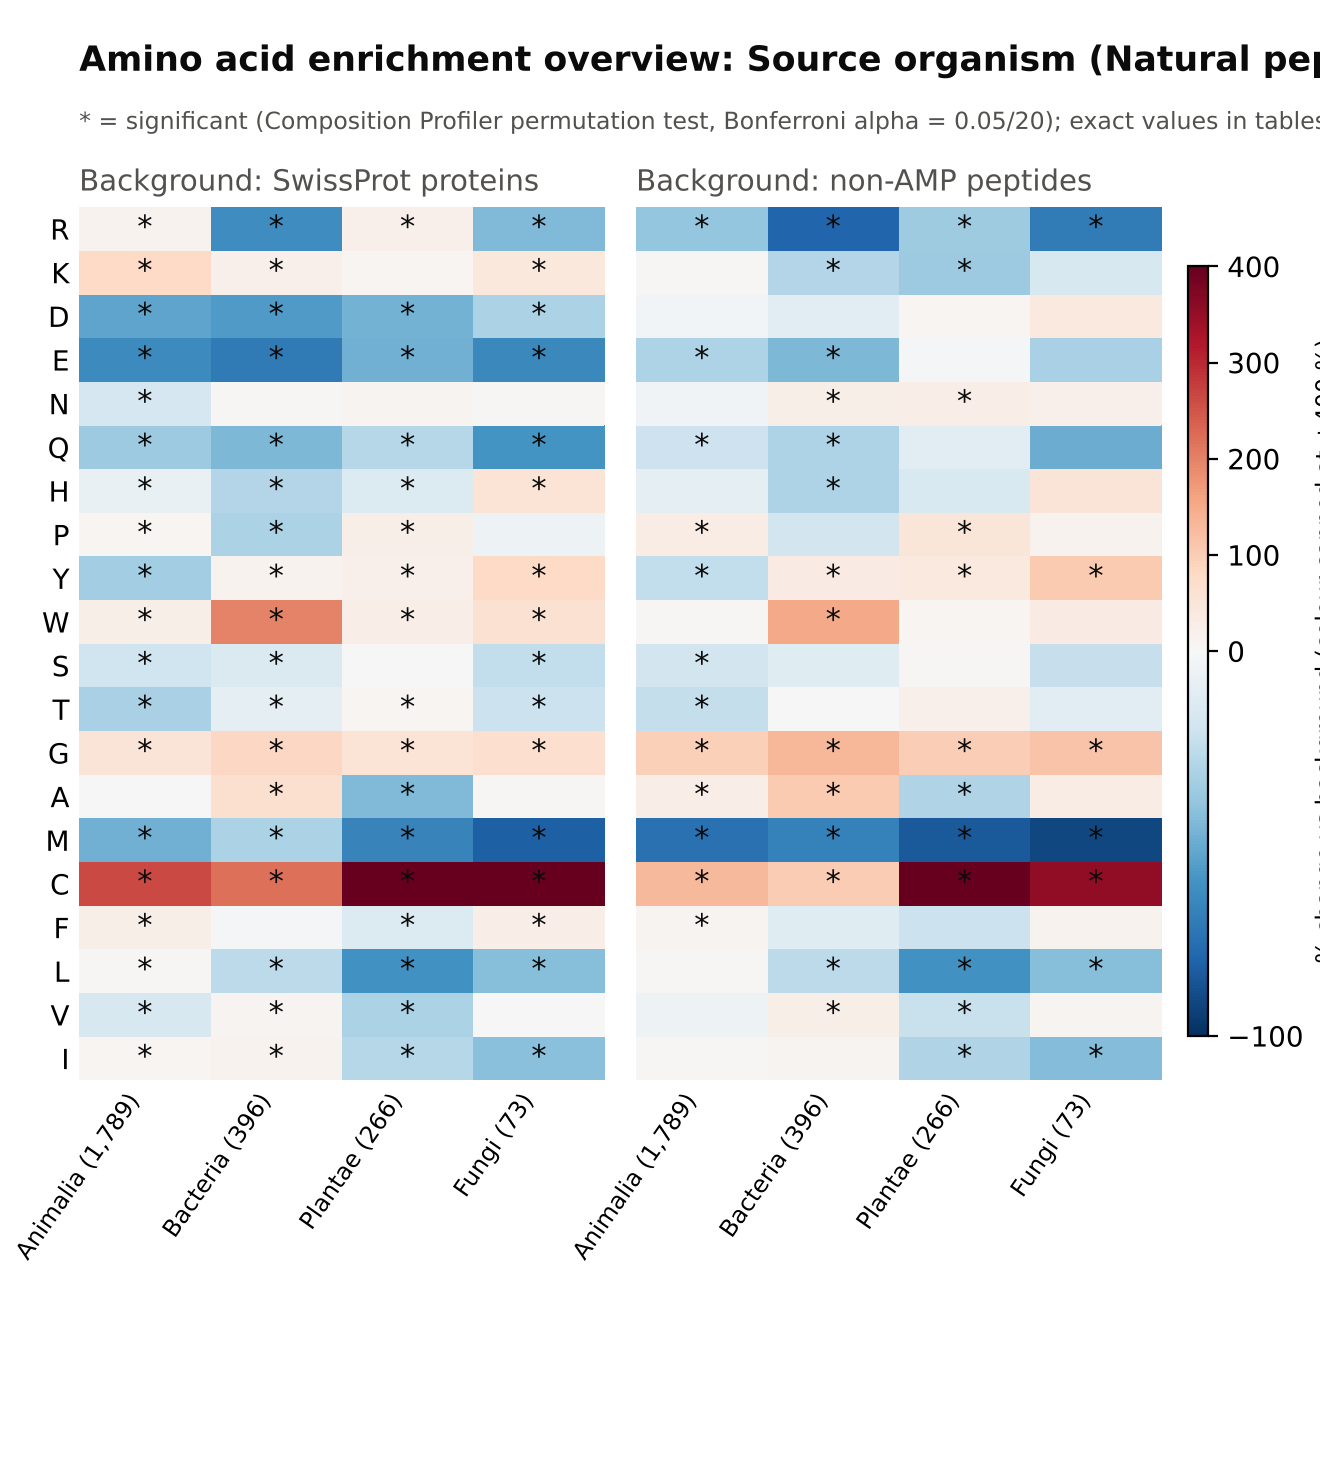 Amino acid enrichment overview: Source organism (Natural pep
* = significant (Composition Profiler permutation test, Bonferroni alpha = 0.05/20); exact values in tables
Background: SwissProt proteins
Background: non-AMP peptides
R * * * * * * * *
K * * * * *
D * * * *
E * * * * * *
N * * *
Q * * * * * *
H * * * * *
P * * * * *
Y * * * * * * * *
W * * * * *
S * * * *
T * * * * *
G * * * * * * * *
A * * * * *
M * * * * * * * *
C * * * * * * * *
F * * * *
L * * * * * * *
V * * * * *
I * * * * * *
400
300
200
100
0
−100
Animalia (1,789)
Bacteria (396)
Plantae (266)
Fungi (73)
Animalia (1,789)
Bacteria (396)
Plantae (266)
Fungi (73)